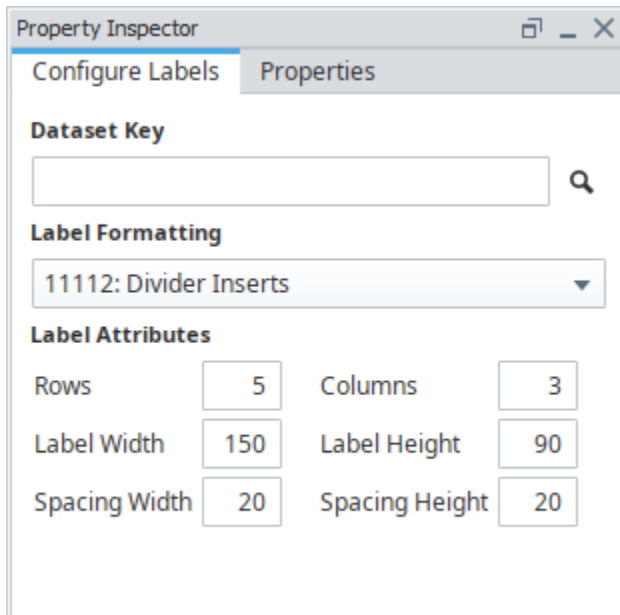 Property Inspector
Configure Labels Properties
Dataset Key
Label Formatting
11112: Divider Inserts
Label Attributes
Rows 5 Columns 3
Label Width 150 Label Height 90
Spacing Width 20 Spacing Height 20